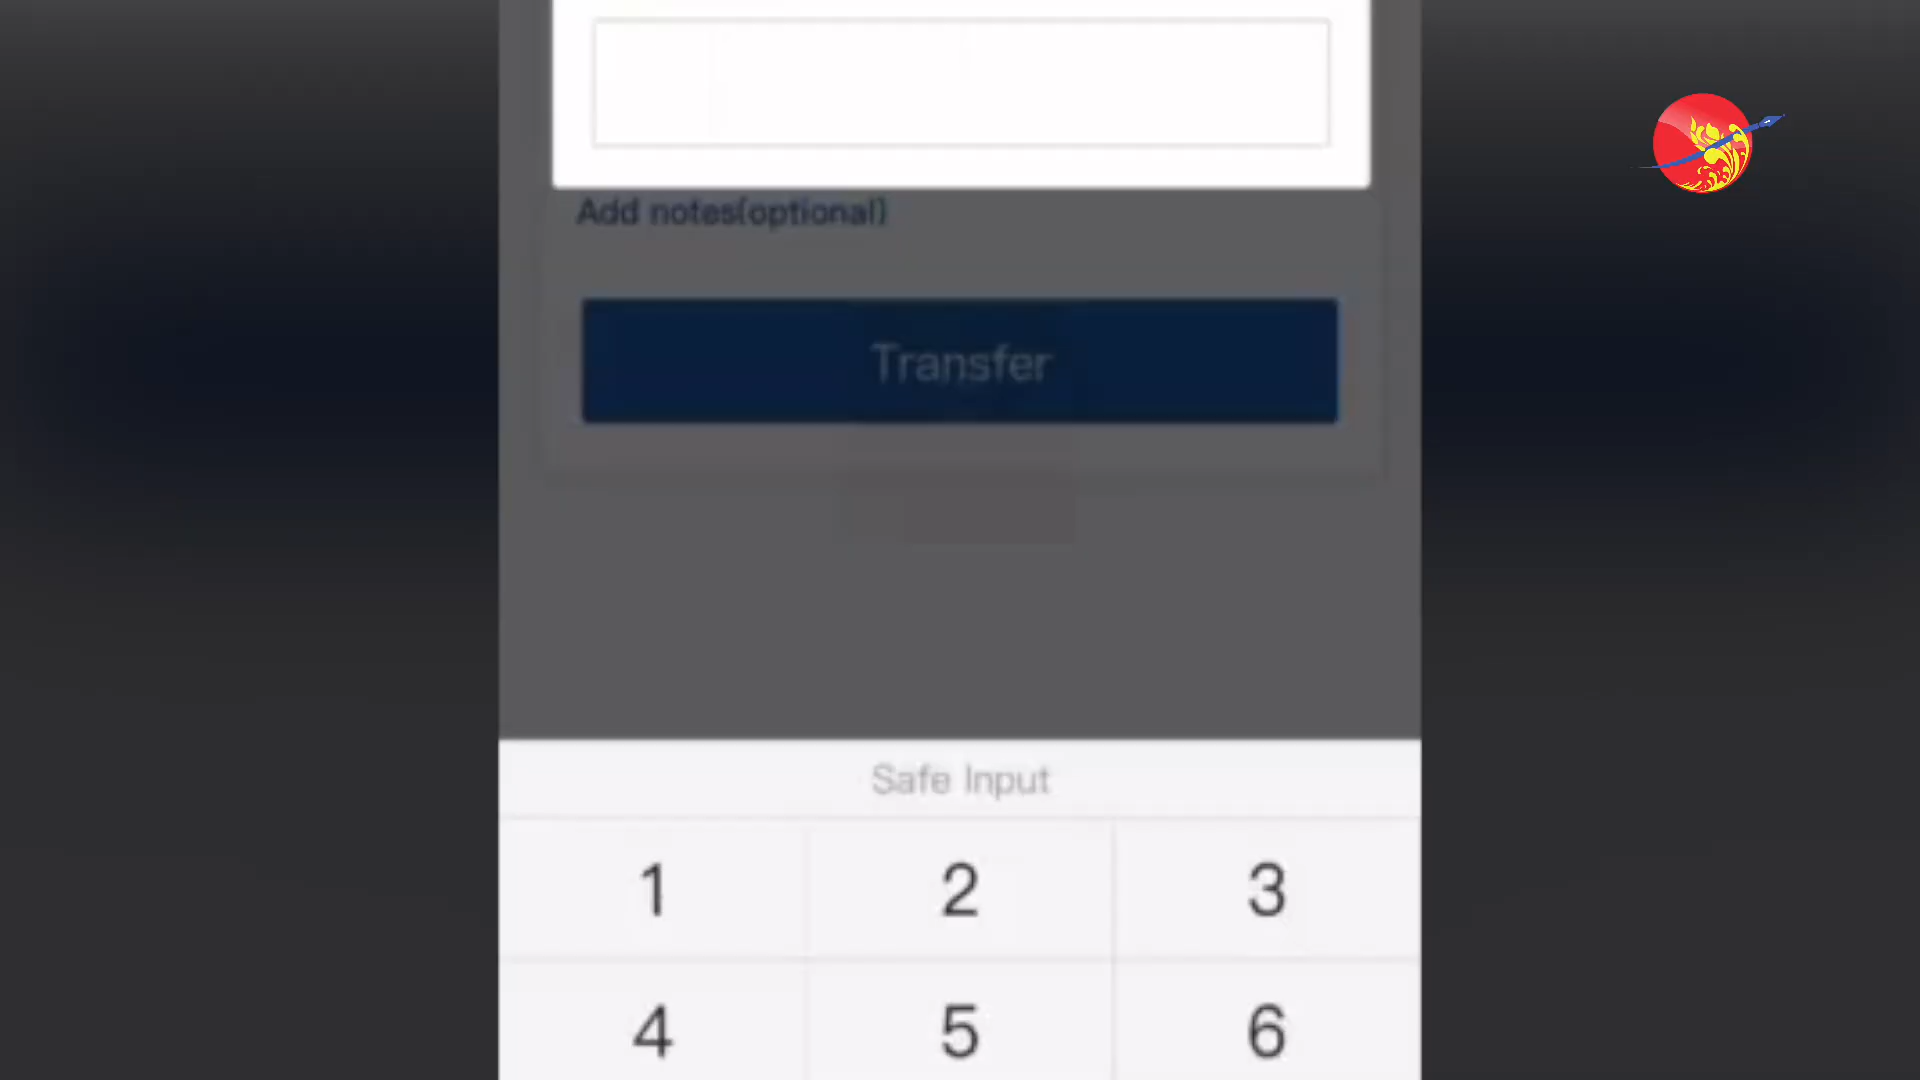 Add notes(optional)
Transfer
Safe Input
1 2 3
4 5 6